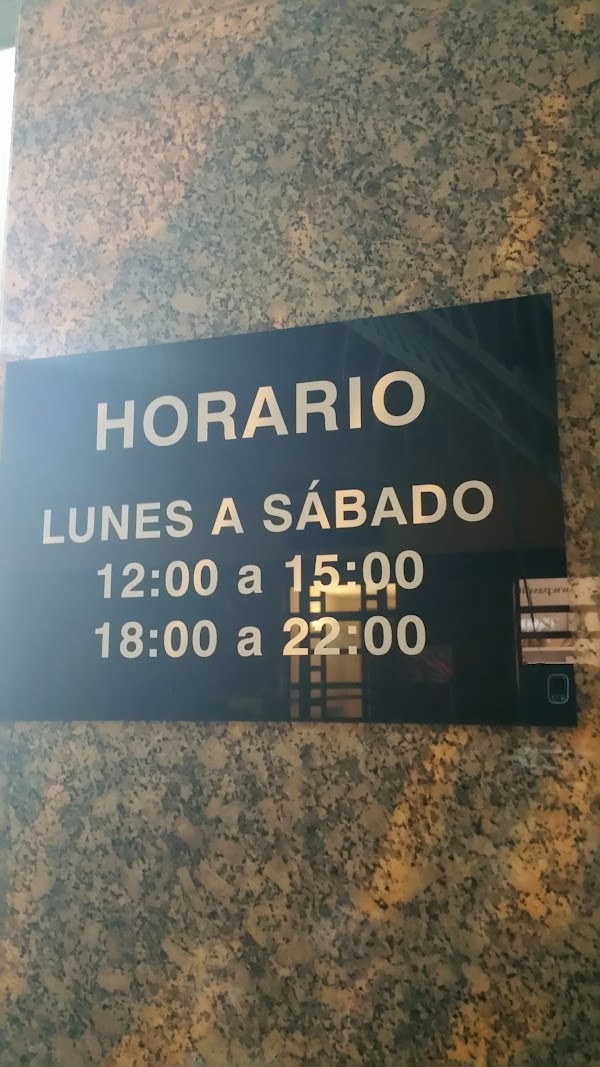 HORARIO
LUNES A SÁBADO
12:00 a 15:00
18:00 a 22:00